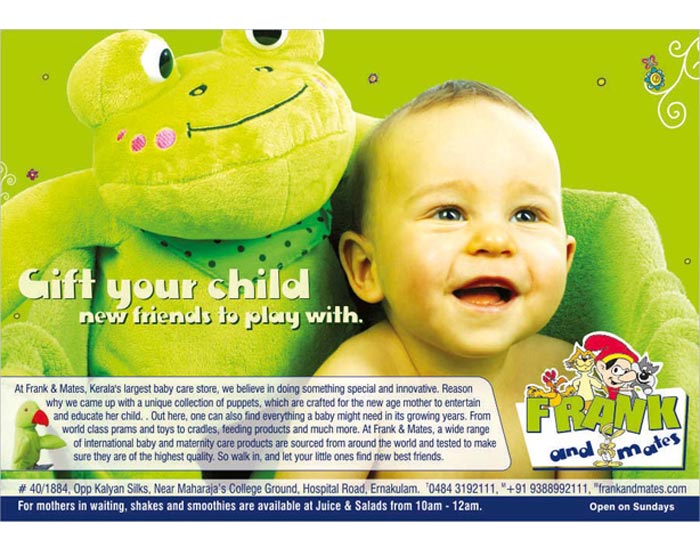 Gift your child
new friends to play with.
At Frank & Mates, Kerala's largest baby care store, we believe in doing something special and innovative. Reason
why we came up with a unique collection of puppets, which are crafted for the new age mother to entertain
and educate her child. . Out here, one can also find everything a baby might need in its growing years. From
world class prams and toys to cradles, feeding products and much more. At Frank & Mates, a wide range
of international baby and maternity care products are sourced from around the world and tested to make
sure they are of the highest quality. So walk in, and let your little ones find new best friends.
FRANK
and mates
# 40/1884, Opp Kalyan Silks, Near Maharaja's College Ground, Hospital Road, Ernakulam. T0484 3192111, M+91 9388992111, Wfrankandmates.com
For mothers in waiting, shakes and smoothies are available at Juice & Salads from 10am - 12am.
Open on Sundays